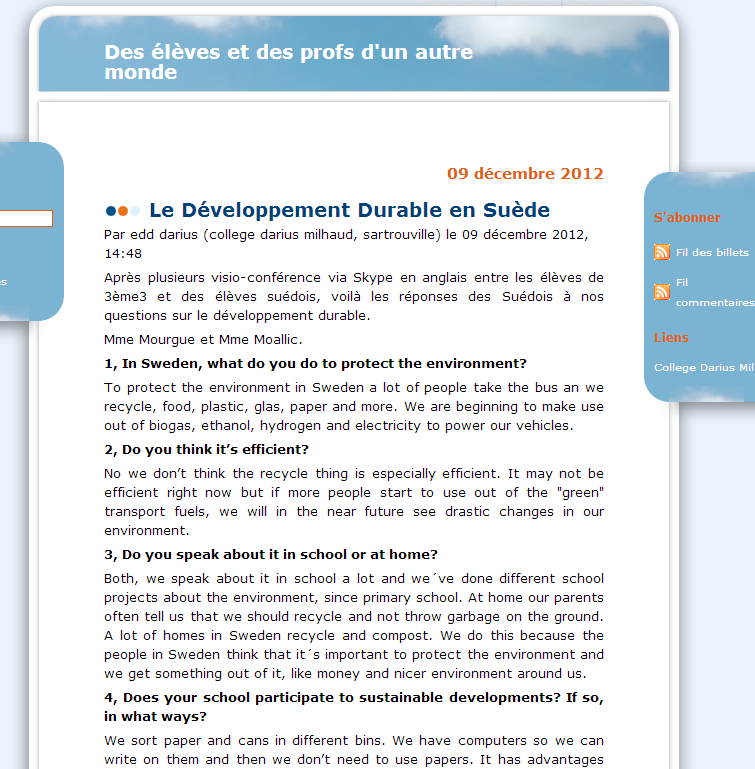 Des élèves et des profs d'un autre
monde
09 décembre 2012
Le Développement Durable en Suède
Par edd darius (college darius milhaud, sartrouville) le 09 décembre 2012,
14:48
Après plusieurs visio-conférence via Skype en anglais entre les élèves de
3ème3 et des élèves suédois, voilà les réponses des Suédois à nos
questions sur le développement durable.
Mme Mourgue et Mme Moallic.
1, In Sweden, what do you do to protect the environment?
To protect the environment in Sweden a lot of people take the bus an we
recycle, food, plastic, glas, paper and more. We are beginning to make use
out of biogas, ethanol, hydrogen and electricity to power our vehicles.
2, Do you think it’s efficient?
No we don’t think the recycle thing is especially efficient. It may not be
efficient right now but if more people start to use out of the "green"
transport fuels, we will in the near future see drastic changes in our
environment.
3, Do you speak about it in school or at home?
Both, we speak about it in school a lot and we´ve done different school
projects about the environment, since primary school. At home our parents
often tell us that we should recycle and not throw garbage on the ground.
A lot of homes in Sweden recycle and compost. We do this because the
people in Sweden think that it´s important to protect the environment and
we get something out of it, like money and nicer environment around us.
4, Does your school participate to sustainable developments? If so,
in what ways?
We sort paper and cans in different bins. We have computers so we can
write on them and then we don’t need to use papers. It has advantages
S'abonner
Fil des billets
Fil
commentaires
Liens
College Darius Mil